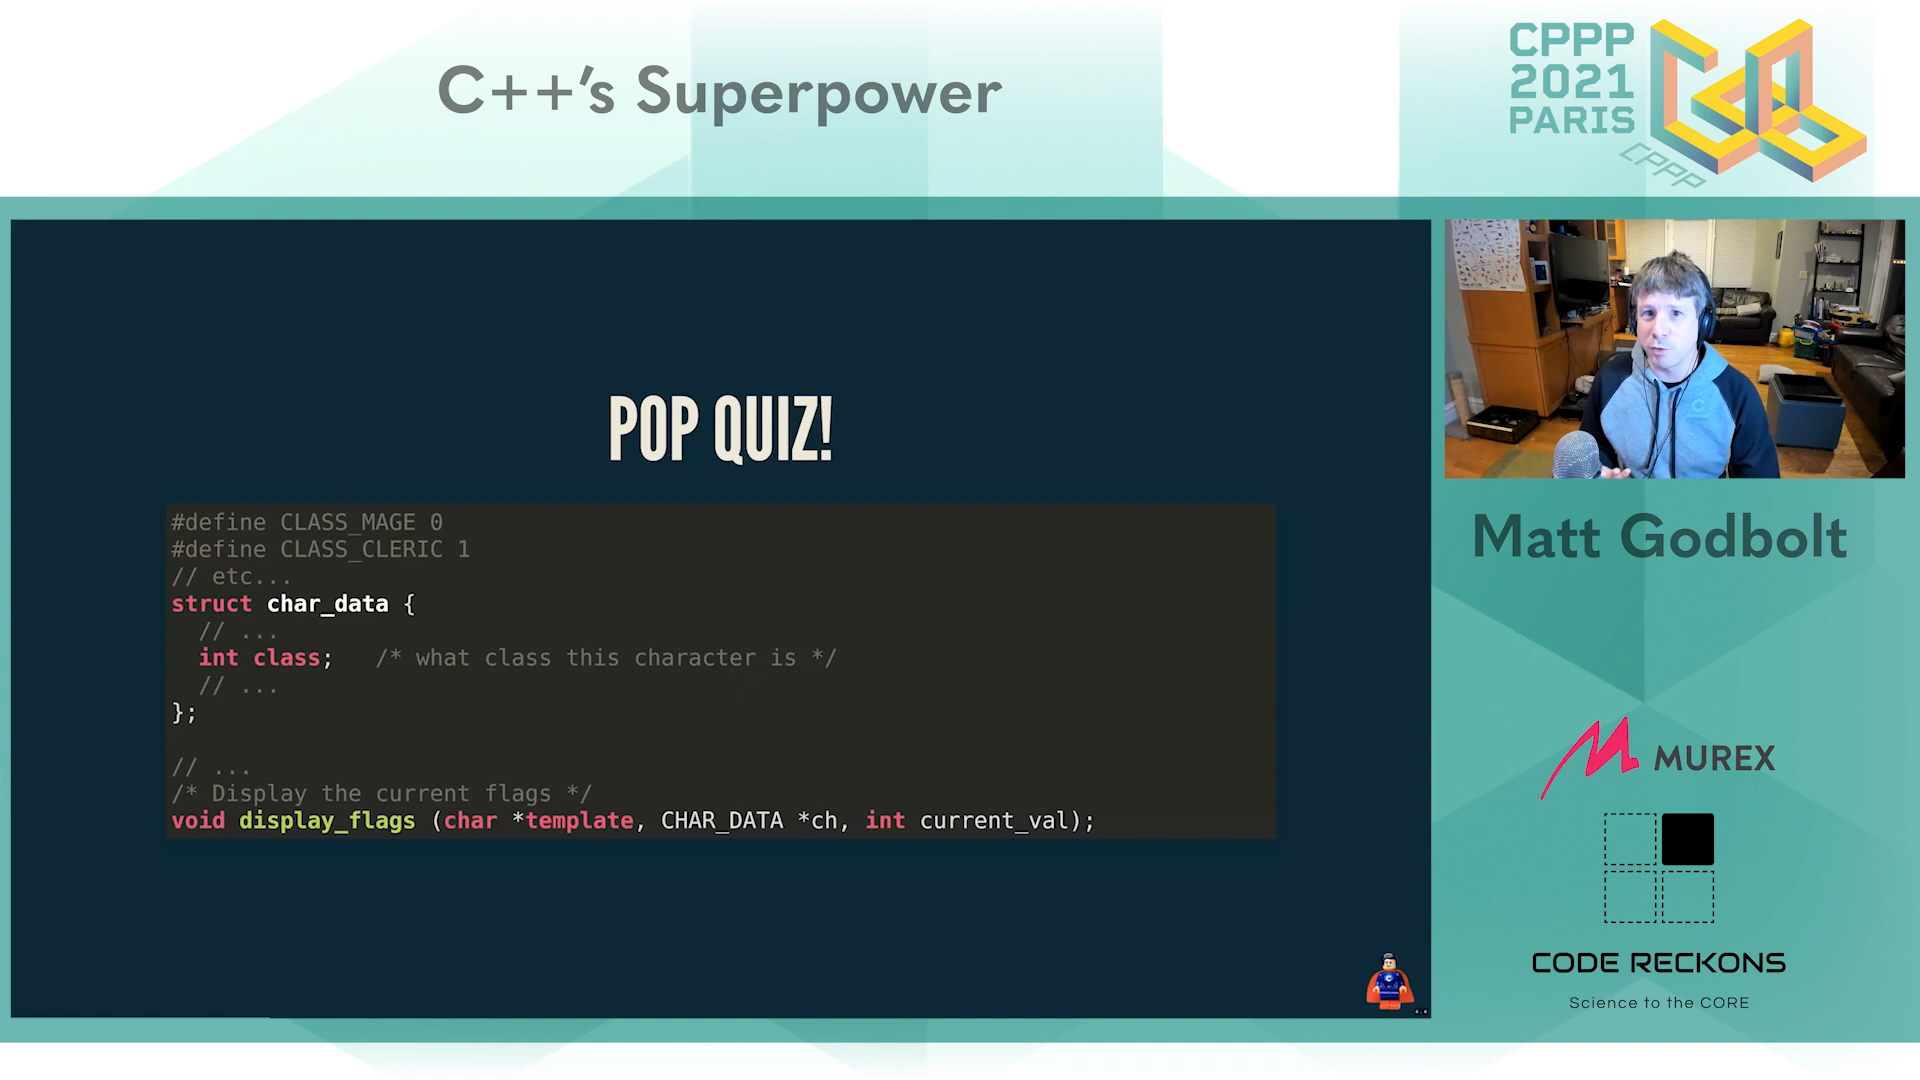 C++’s Superpower
CPPP
2021
PARIS
CPPP
POP QUIZ!
#define CLASS_MAGE 0
#define CLASS_CLERIC 1
// etc...
struct char_data {
// ...
int class; /* what class this character is */
// ...
};
// ...
/* Display the current flags */
void display_flags (char *template, CHAR_DATA *ch, int current_val);
Matt Godbolt
MUREX
CODE RECKONS
Science to the CORE